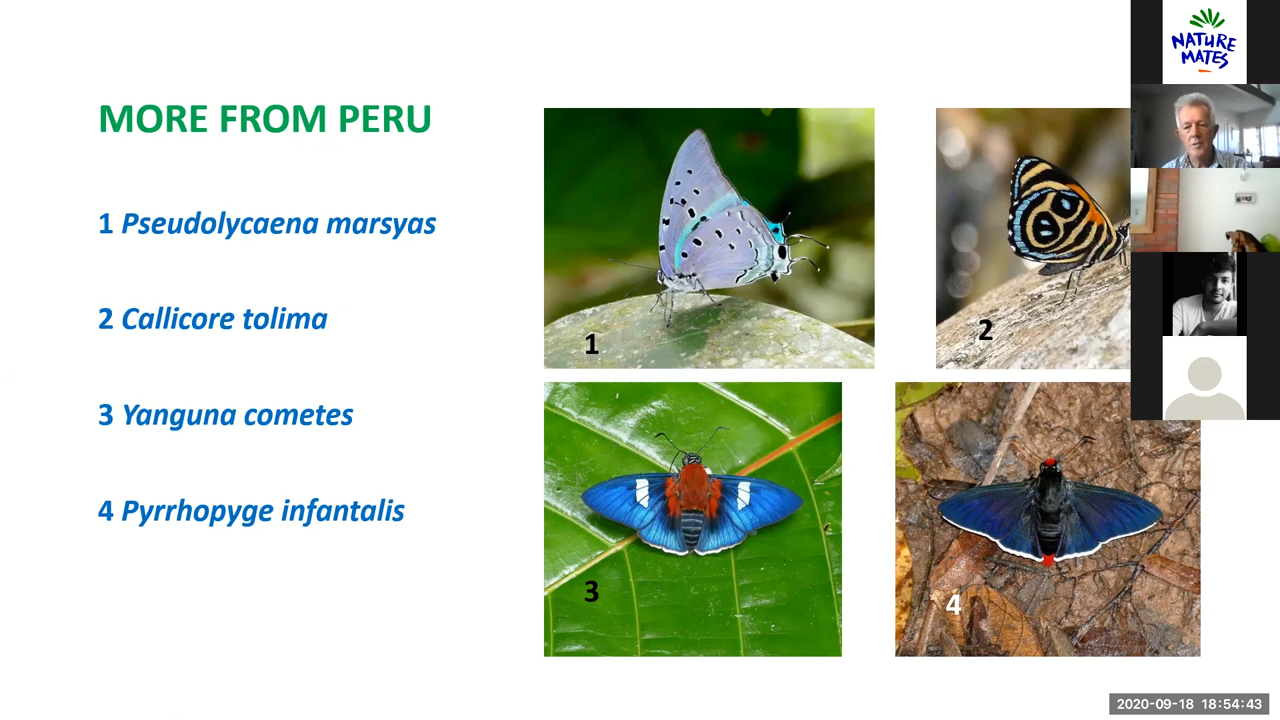 MORE FROM PERU
1 Pseudolycaena marsyas
2 Callicore tolima
3 Yanguna cometes
4 Pyrrhopyge infantalis
1
2
3
4
NATURE
MATES
2020-09-18 18:54:43